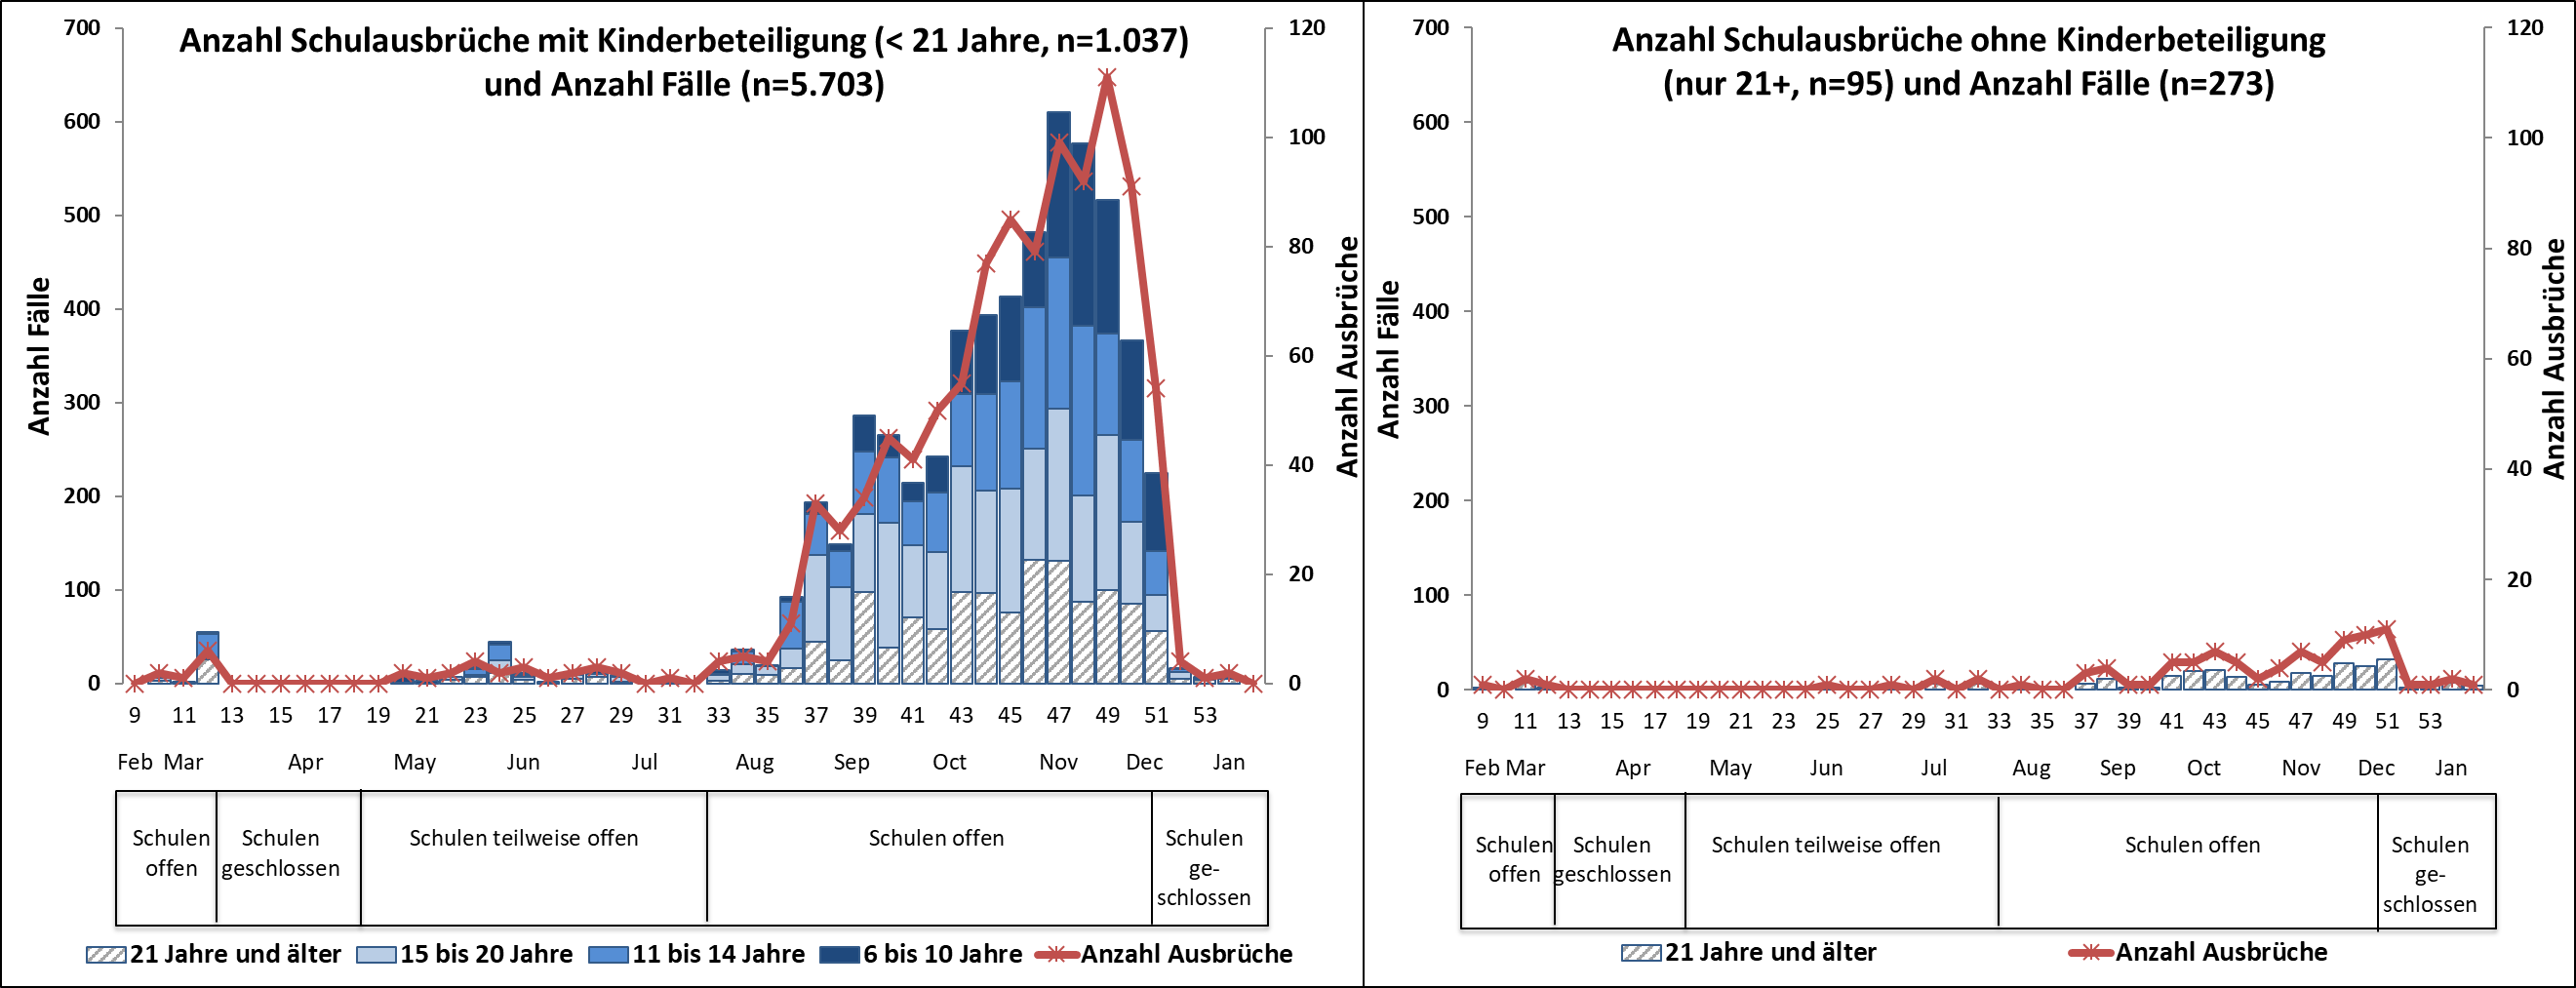 Anzahl Schulausbrüche mit Kinderbeteiligung (< 21 Jahre, n=1.037)
und Anzahl Fälle (n=5.703)
Anzahl Fälle
700
600
500
400
300
200
100
0
120
100
80
60
40
20
0
Anzahl Ausbrüche
9 11 13 15 17 19 21 23 25 27 29 31 33 35 37 39 41 43 45 47 49 51 53
Feb Mar Apr May Jun Jul Aug Sep Oct Nov Dec Jan
Schulen offen
Schulen geschlossen
Schulen teilweise offen
Schulen offen
Schulen
ge-
schlossen
21 Jahre und älter 15 bis 20 Jahre 11 bis 14 Jahre 6 bis 10 Jahre Anzahl Ausbrüche
Anzahl Schulausbrüche ohne Kinderbeteiligung
(nur 21+, n=95) und Anzahl Fälle (n=273)
Anzahl Fälle
700
600
500
400
300
200
100
0
120
100
80
60
40
20
0
Anzahl Ausbrüche
9 11 13 15 17 19 21 23 25 27 29 31 33 35 37 39 41 43 45 47 49 51 53
Feb Mar Apr May Jun Jul Aug Sep Oct Nov Dec Jan
Schulen offen
Schulen geschlossen
Schulen teilweise offen
Schulen offen
Schulen
ge-
schlossen
21 Jahre und älter Anzahl Ausbrüche